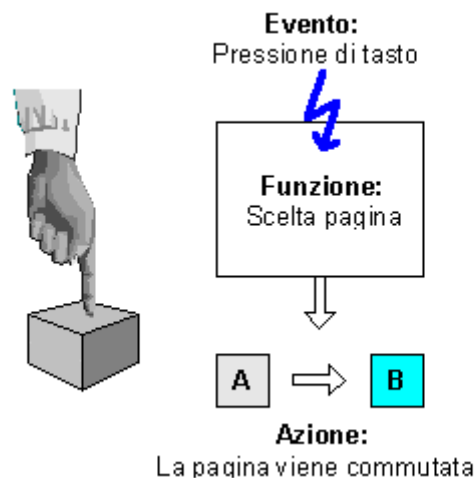 Evento:
Pressione di tasto
Funzione:
Scelta pagina
A
B
Azione:
La pagina viene commutata